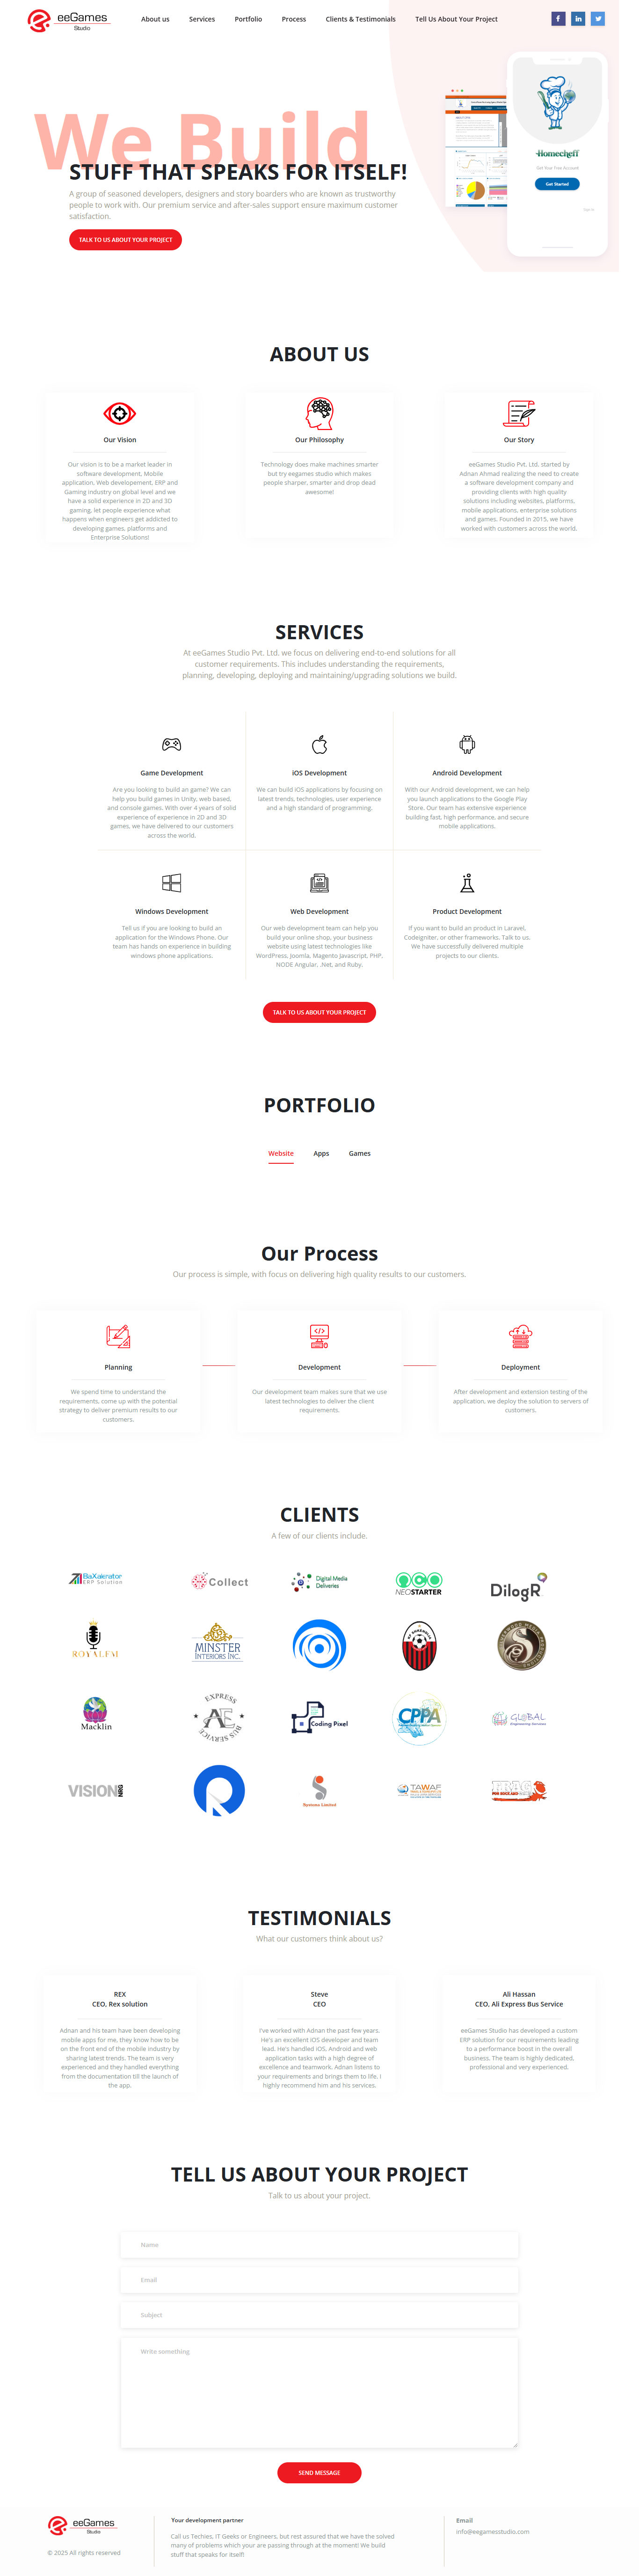 eeGames
Studio
About us
Services
Portfolio
Process
Clients & Testimonials
Tell Us About Your Project
We Build
STUFF THAT SPEAKS FOR ITSELF!
A group of seasoned developers, designers and story boarders who are known as trustworthy
people to work with. Our premium service and after-sales support ensure maximum customer
satisfaction.
TALK TO US ABOUT YOUR PROJECT
Homecheff
Get Your Free Account
Get Started
Sign In
ABOUT US
Our Vision
Our vision is to be a market leader in
software development, Mobile
application, Web developement, ERP and
Gaming industry on global level and we
have a solid experience in 2D and 3D
gaming, let people experience what
happens when engineers get addicted to
developing games, platforms and
Enterprise Solutions!
Our Philosophy
Technology does make machines smarter
but try eegames studio which makes
people sharper, smarter and drop dead
awesome!
Our Story
eeGames Studio Pvt. Ltd. started by
Adnan Ahmad realizing the need to create
a software development company and
providing clients with high quality
solutions including websites, platforms,
mobile applications, enterprise solutions
and games. Founded in 2015, we have
worked with customers across the world.
SERVICES
At eeGames Studio Pvt. Ltd. we focus on delivering end-to-end solutions for all
customer requirements. This includes understanding the requirements,
planning, developing, deploying and maintaining/upgrading solutions we build.
Game Development
Are you looking to build an game? We can
help you build games in Unity, web based,
and console games. With over 4 years of solid
experience of experience in 2D and 3D
games, we have delivered to our customers
across the world.
iOS Development
We can build iOS applications by focusing on
latest trends, technologies, user experience
and a high standard of programming.
Android Development
With our Android development, we can help
you launch applications to the Google Play
Store. Our team has extensive experience
building fast, high performance, and secure
mobile applications.
Windows Development
Tell us if you are looking to build an
application for the Windows Phone. Our
team has hands on experience in building
windows phone applications.
Web Development
Our web development team can help you
build your online shop, your business
website using latest technologies like
WordPress, Joomla, Magento Javascript, PHP,
NODE Angular, .Net, and Ruby.
Product Development
If you want to build an product in Laravel,
Codeigniter, or other frameworks. Talk to us.
We have successfully delivered multiple
projects to our clients.
TALK TO US ABOUT YOUR PROJECT
PORTFOLIO
Website
Apps
Games
Our Process
Our process is simple, with focus on delivering high quality results to our customers.
Planning
We spend time to understand the
requirements, come up with the potential
strategy to deliver premium results to our
customers.
Development
Our development team makes sure that we use
latest technologies to deliver the client
requirements.
Deployment
After development and extension testing of the
application, we deploy the solution to servers of
customers.
CLIENTS
A few of our clients include.
BaXalerator
ERP Solution
Collect
Digital Media
Deliveries
NEOSTARTER
DilogR
ROYALFM
MINSTER
INTERIORS INC.
Macklin
EXPRESS
AE
BUS SERVICE
Coding Pixel
CPPA
GLOBAL
Engineering Services
VISION NRG
Systems Limited
TAWAF
FROG
TESTIMONIALS
What our customers think about us?
REX
CEO, Rex solution
Adnan and his team have been developing
mobile apps for me, they know how to be
on the front end of the mobile industry by
sharing latest trends. The team is very
experienced and they handled everything
from the documentation till the launch of
the app.
Steve
CEO
I've worked with Adnan the past few years.
He's an excellent iOS developer and team
lead. He's handled iOS, Android and web
application tasks with a high degree of
excellence and teamwork. Adnan listens to
your requirements and brings them to life. I
highly recommend him and his services.
Ali Hassan
CEO, Ali Express Bus Service
eeGames Studio has developed a custom
ERP solution for our requirements leading
to a performance boost in the overall
business. The team is highly dedicated,
professional and very experienced.
TELL US ABOUT YOUR PROJECT
Talk to us about your project.
Name
Email
Subject
Write something
SEND MESSAGE
eeGames
Studio
© 2025 All rights reserved
Your development partner
Call us Techies, IT Geeks or Engineers, but rest assured that we have the solved
many of problems which your are passing through at the moment! We build
stuff that speaks for itself!
Email
info@eegamesstudio.com